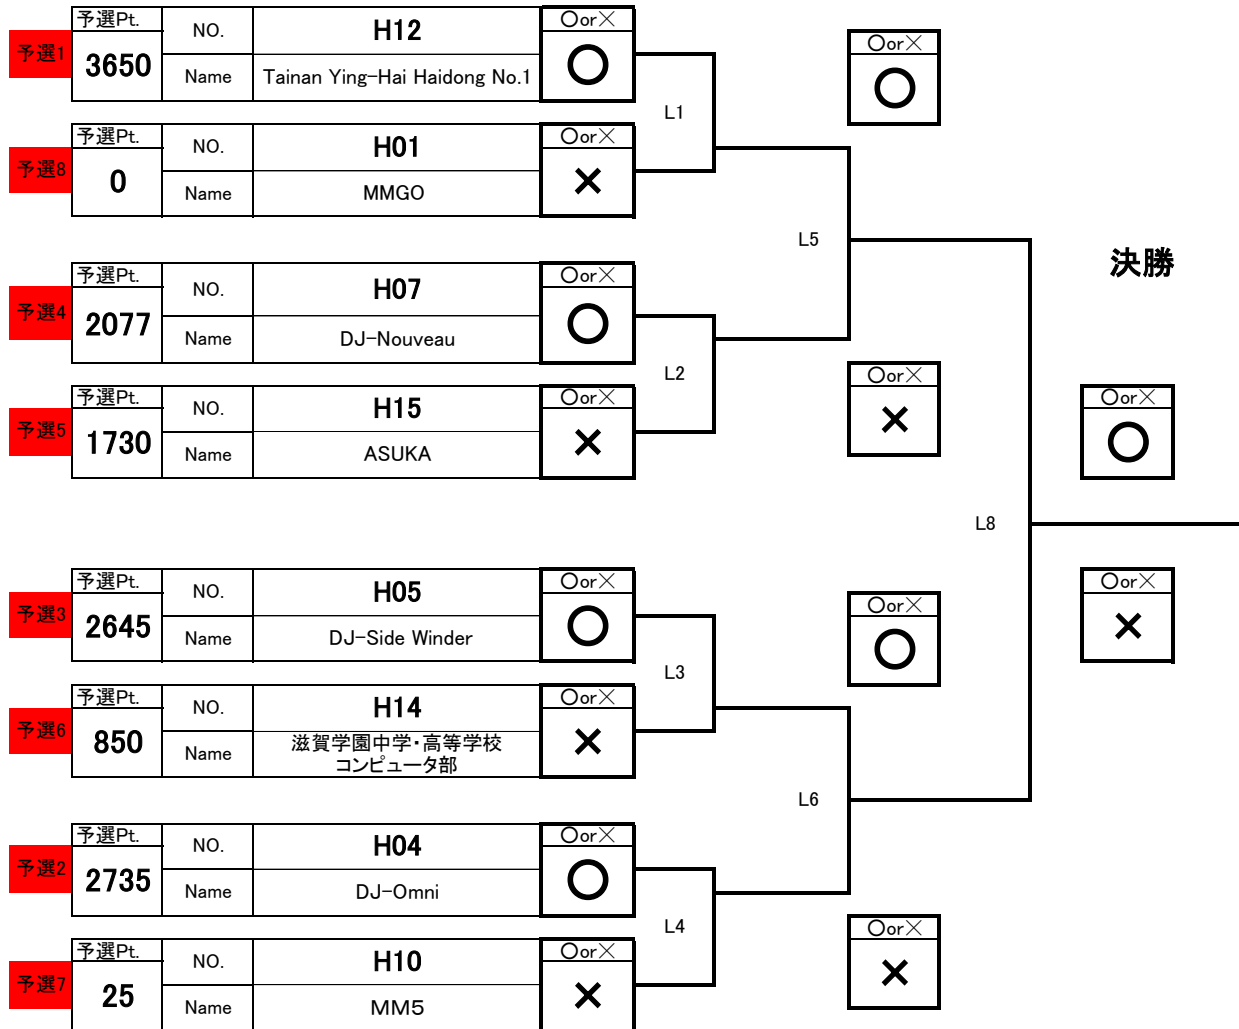 予選1
予選Pt.
3650
NO.
H12
Name
Tainan Ying-Hai Haidong No.1
〇or×
〇
予選8
予選Pt.
0
NO.
H01
Name
MMGO
〇or×
×
L1
予選4
予選Pt.
2077
NO.
H07
Name
DJ-Nouveau
〇or×
〇
予選5
予選Pt.
1730
NO.
H15
Name
ASUKA
〇or×
×
L2
〇or×
〇
L5
〇or×
×
予選3
予選Pt.
2645
NO.
H05
Name
DJ-Side Winder
〇or×
〇
予選6
予選Pt.
850
NO.
H14
Name
滋賀学園中学・高等学校
コンピュータ部
〇or×
×
L3
予選2
予選Pt.
2735
NO.
H04
Name
DJ-Omni
〇or×
〇
予選7
予選Pt.
25
NO.
H10
Name
MM5
〇or×
×
L4
〇or×
〇
L6
〇or×
×
決勝
〇or×
〇
L8
〇or×
×